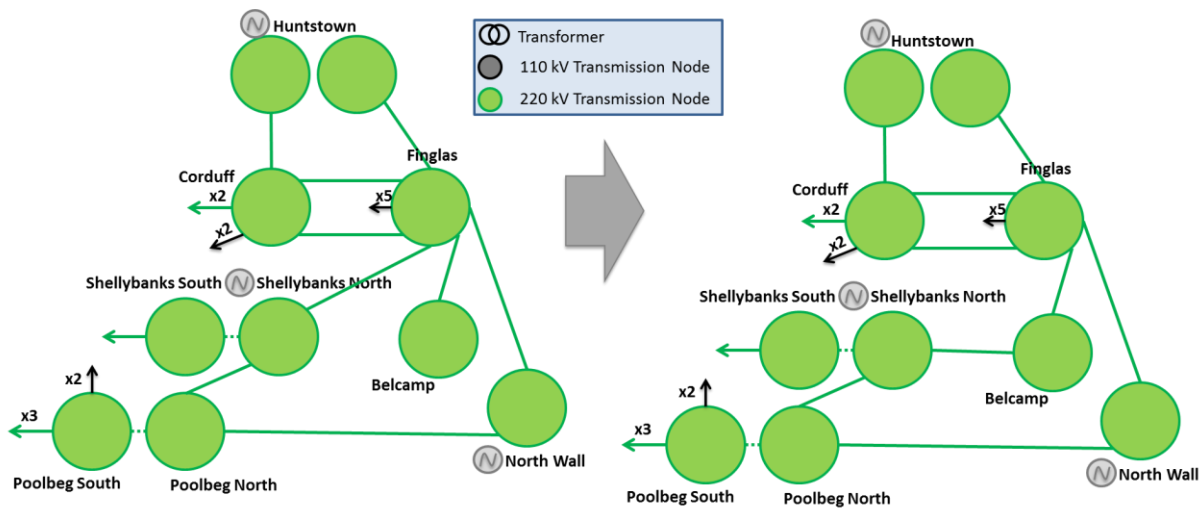 Huntstown
Transformer
110 kV Transmission Node
220 kV Transmission Node
Finglas
Corduff
x2
x5
x2
Shellybanks South N Shellybanks North
x2
Belcamp
x3
N North Wall
Poolbeg South
Poolbeg North
Huntstown
Finglas
Corduff
x2
x5
x2
Shellybanks South N Shellybanks North
x2
Belcamp
x3
N North Wall
Poolbeg South
Poolbeg North